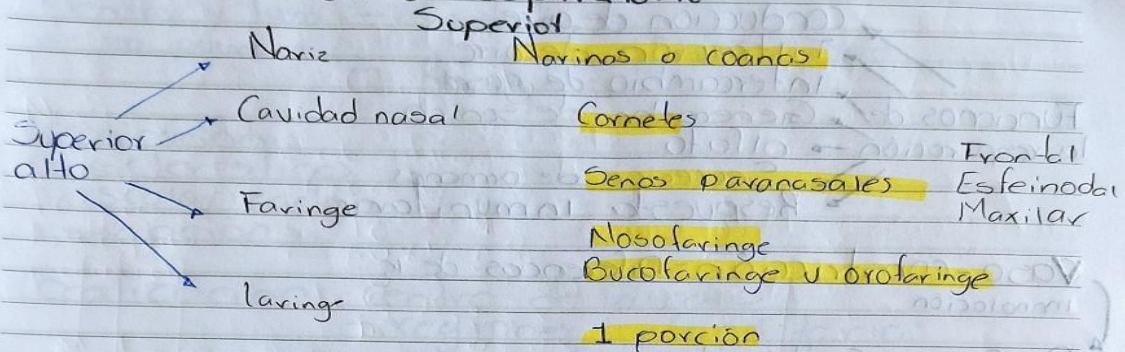 Superior
Nariz Narinas o coanas
Cavidad nasal Cornetes
Superior
alto
Senos paranasales Frontal
Esfeinodal
Maxilar
Faringe
Nasofaringe
Bucofaringe u orofaringe
laringe
1 porción